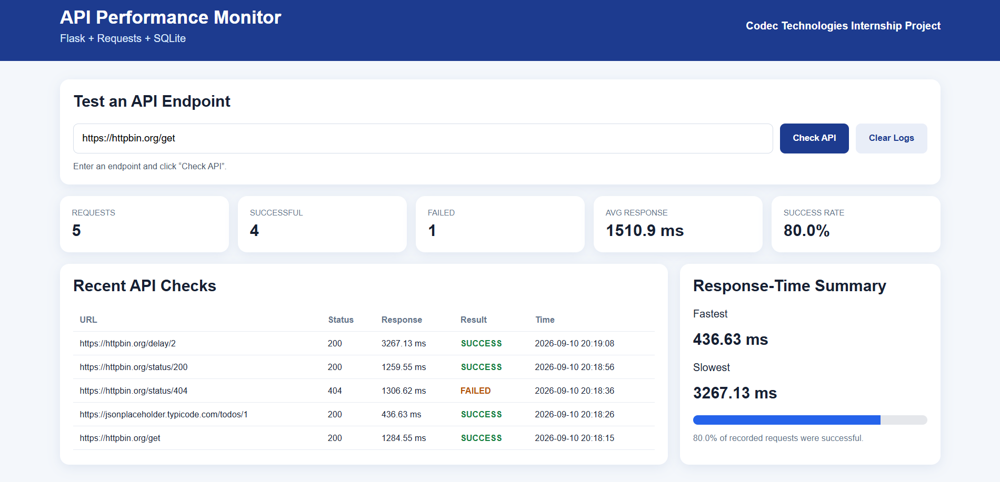 API Performance Monitor
Flask + Requests + SQLite
Codec Technologies Internship Project
Test an API Endpoint
https://httpbin.org/get
Check API
Clear Logs
Enter an endpoint and click “Check API”.
REQUESTS
5
SUCCESSFUL
4
FAILED
1
AVG RESPONSE
1510.9 ms
SUCCESS RATE
80.0%
Recent API Checks
URL Status Response Result Time
https://httpbin.org/delay/2 200 3267.13 ms SUCCESS 2026-09-10 20:19:08
https://httpbin.org/status/200 200 1259.55 ms SUCCESS 2026-09-10 20:18:56
https://httpbin.org/status/404 404 1306.62 ms FAILED 2026-09-10 20:18:36
https://jsonplaceholder.typicode.com/todos/1 200 436.63 ms SUCCESS 2026-09-10 20:18:26
https://httpbin.org/get 200 1284.55 ms SUCCESS 2026-09-10 20:18:15
Response-Time Summary
Fastest
436.63 ms
Slowest
3267.13 ms
80.0% of recorded requests were successful.